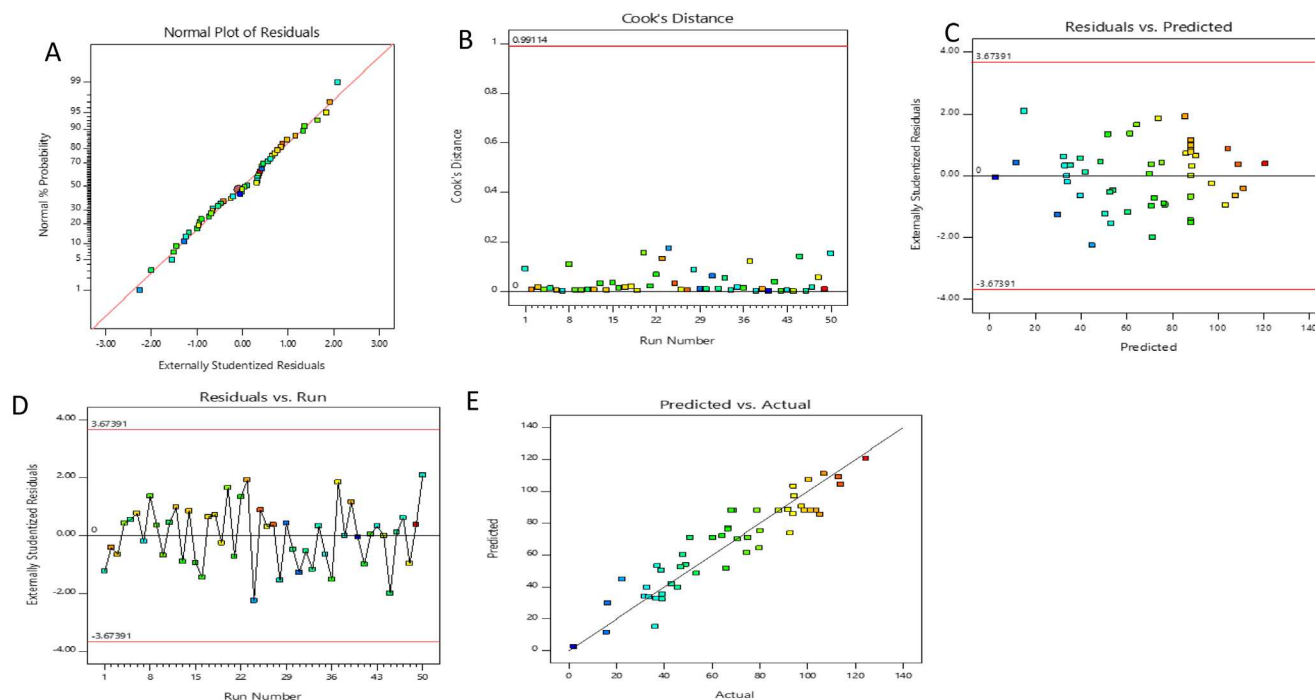 A
Normal Plot of Residuals
Normal % Probability
99
95
90
80
70
50
30
20
10
5
1
-3.00 -2.00 -1.00 0.00 1.00 2.00 3.00
Externally Studentized Residuals
B
Cook's Distance
Cook's Distance
1
0.99114
0.8
0.6
0.4
0.2
0
0
1 8 15 22 29 36 43 50
Run Number
C
Residuals vs. Predicted
Externally Studentized Residuals
4.00
3.67391
2.00
0
0.00
-2.00
-3.67391
-4.00
0 20 40 60 80 100 120 140
Predicted
D
Residuals vs. Run
Externally Studentized Residuals
4.00
3.67391
2.00
0
0.00
-2.00
-3.67391
-4.00
1 8 15 22 29 36 43 50
Run Number
E
Predicted vs. Actual
Predicted
140
120
100
80
60
40
20
0
0 20 40 60 80 100 120 140
Actual